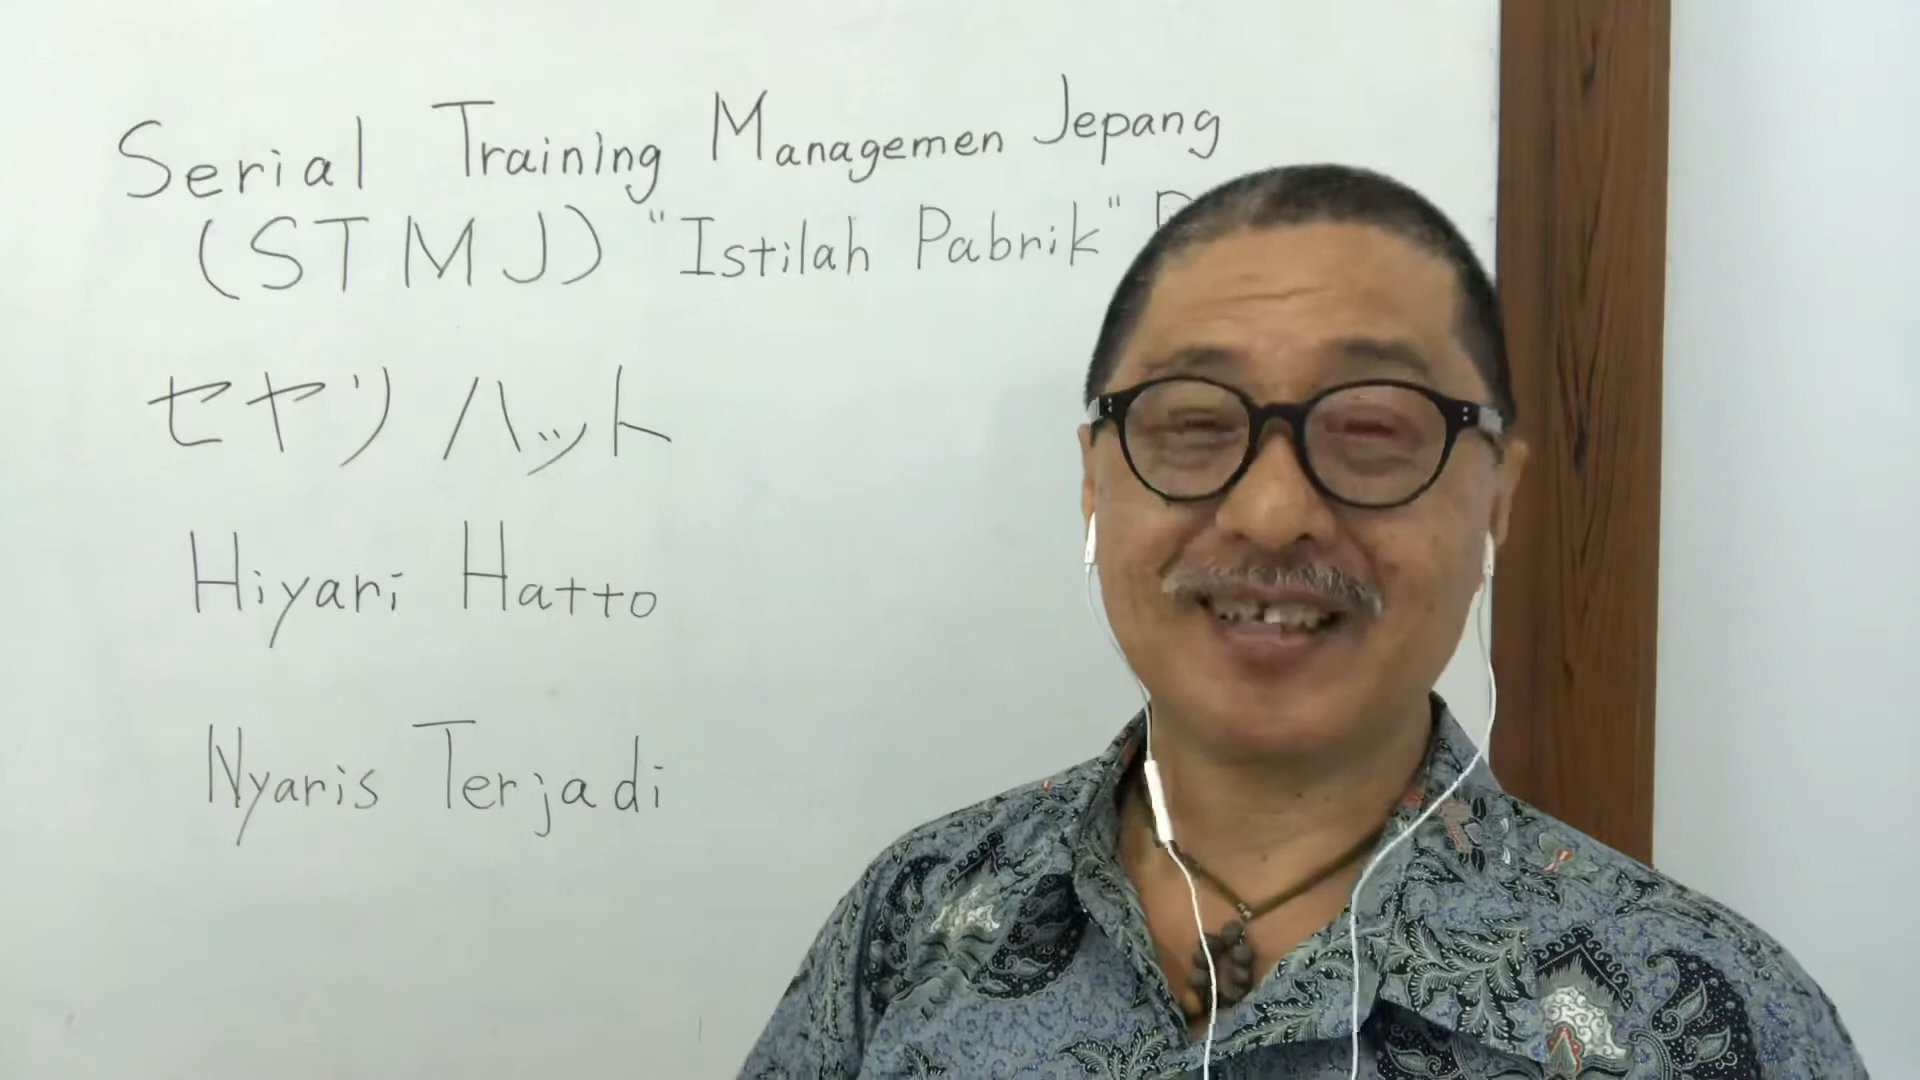 Serial Training Managemen Jepang
(STMJ) "Istilah Pabrik"
セヤリ ハット
Hiyari Hatto
Nyaris Terjadi